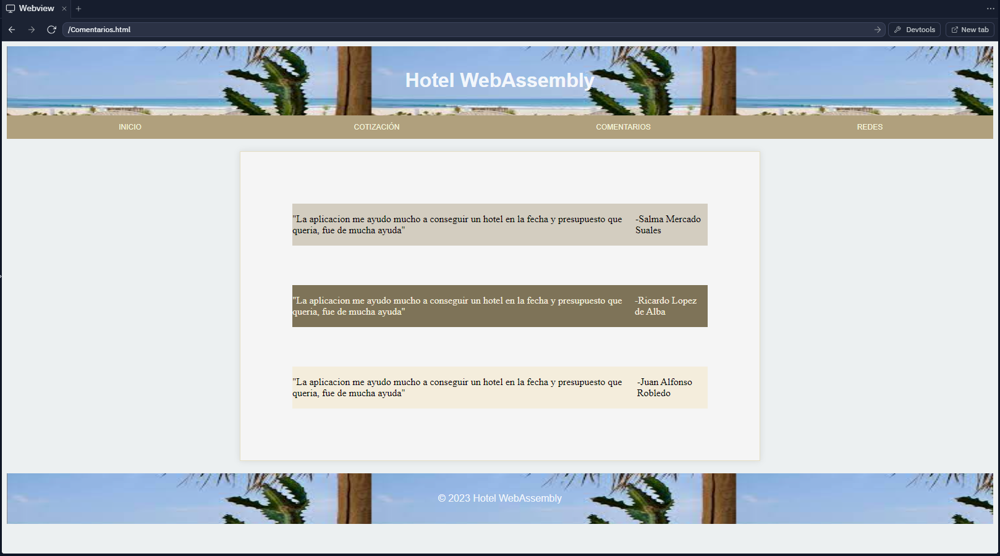 Webview
/Comentarios.html
Devtools
New tab
Hotel WebAssembly
INICIO
COTIZACIÓN
COMENTARIOS
REDES
"La aplicacion me ayudo mucho a conseguir un hotel en la fecha y presupuesto que
queria, fue de mucha ayuda"
-Salma Mercado
Suales
"La aplicacion me ayudo mucho a conseguir un hotel en la fecha y presupuesto que
queria, fue de mucha ayuda"
-Ricardo Lopez
de Alba
"La aplicacion me ayudo mucho a conseguir un hotel en la fecha y presupuesto que
queria, fue de mucha ayuda"
-Juan Alfonso
Robledo
© 2023 Hotel WebAssembly